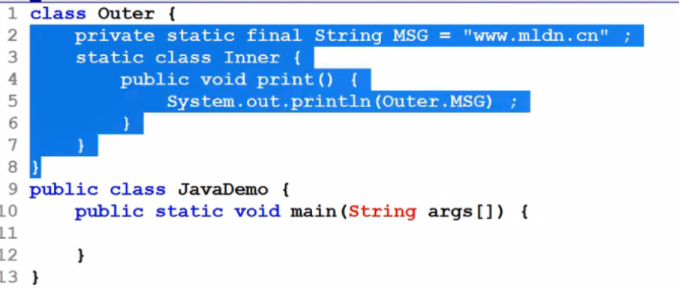 1 class Outer {
2     private static final String MSG = "www.mldn.cn" ;
3     static class Inner {
4         public void print() {
5             System.out.println(Outer.MSG) ;
6         }
7     }
8 }
9 public class JavaDemo {
10     public static void main(String args[]) {
11
12     }
13 }